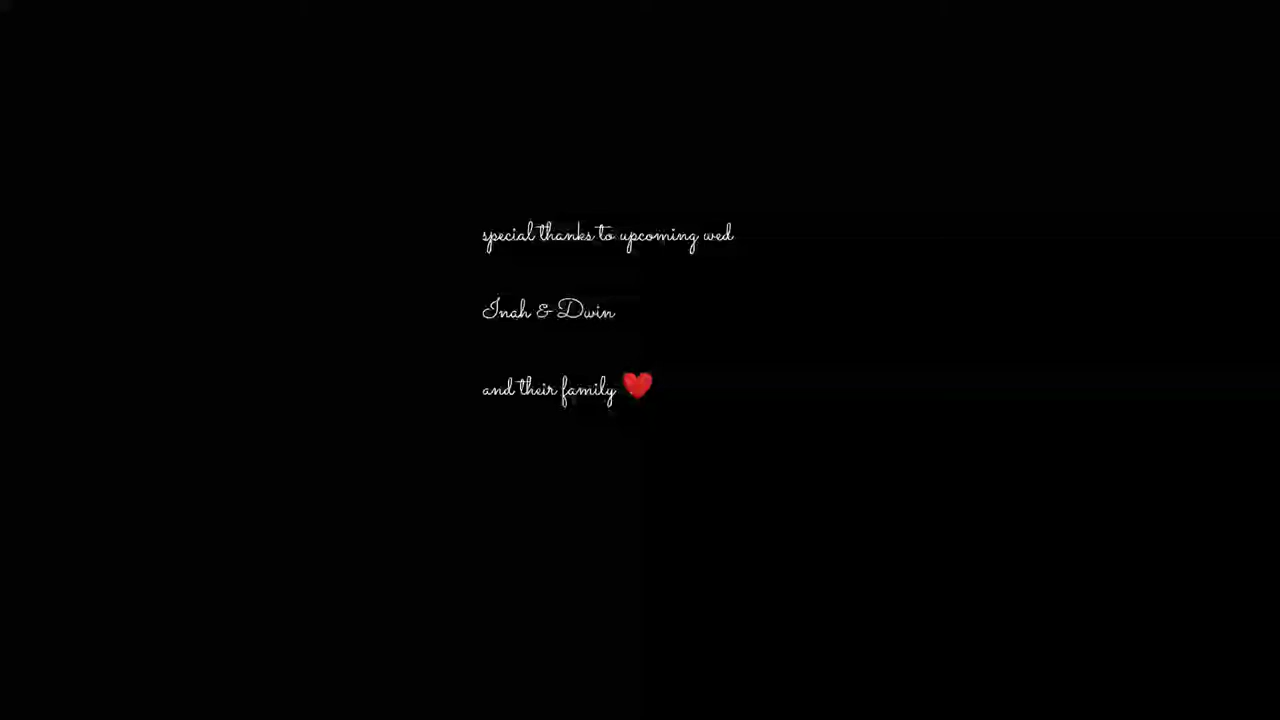 special thanks to upcoming wed
Inah & Dwin
and their family ❤️